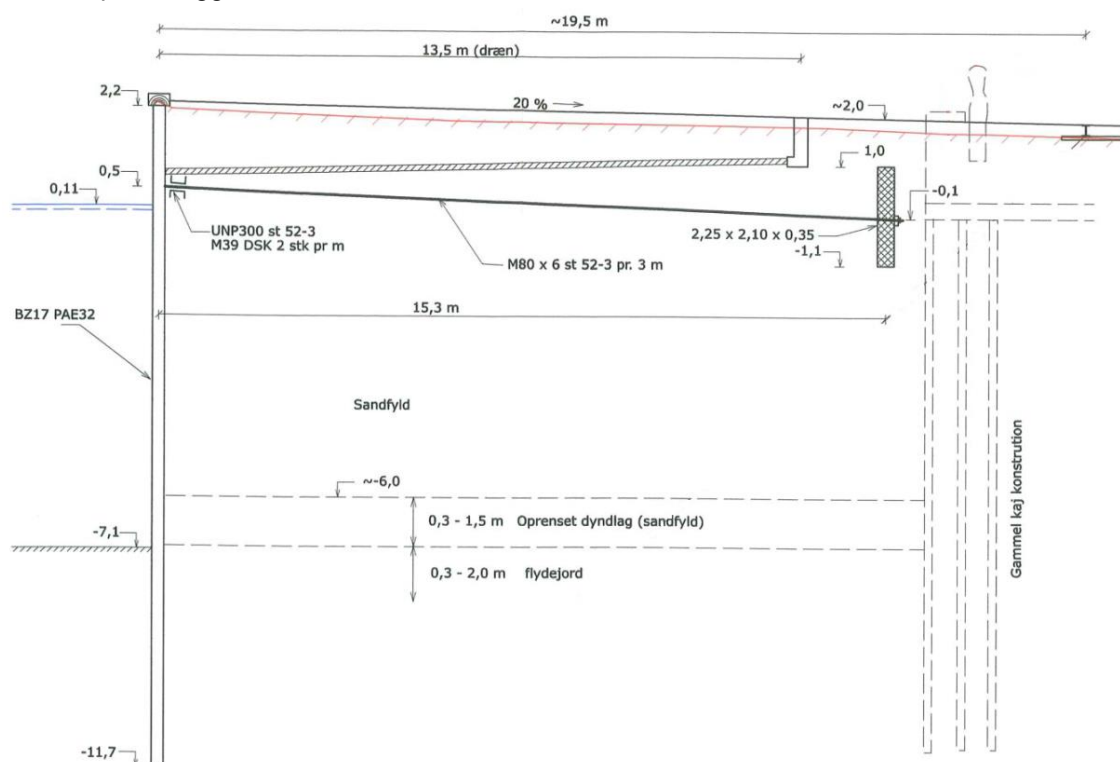 ~19,5 m
13,5 m (dræn)
2,2
20 %
~2,0
0,5
1,0
0,11
-0,1
UNP300 st 52-3
M39 DSK 2 stk pr m
2,25 x 2,10 x 0,35
-1,1
M80 x 6 st 52-3 pr. 3 m
15,3 m
BZ17 PAE32
Sandfyld
~-6,0
0,3 - 1,5 m Oprenset dyndlag (sandfyld)
-7,1
0,3 - 2,0 m flydejord
Gammel kaj konstrution
-11,7